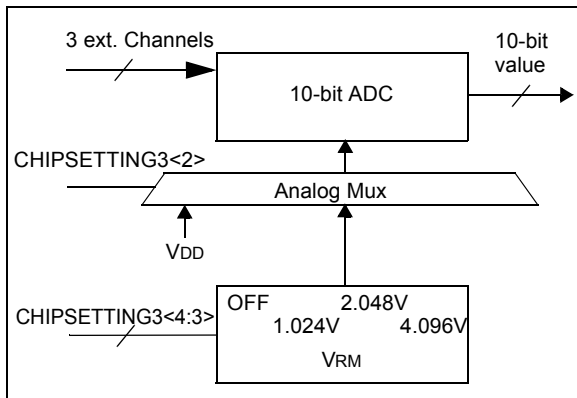 3 ext. Channels
10-bit
value
10-bit ADC
CHIPSETTING3<2>
Analog Mux
VDD
CHIPSETTING3<4:3>
OFF 2.048V
1.024V 4.096V
VRM